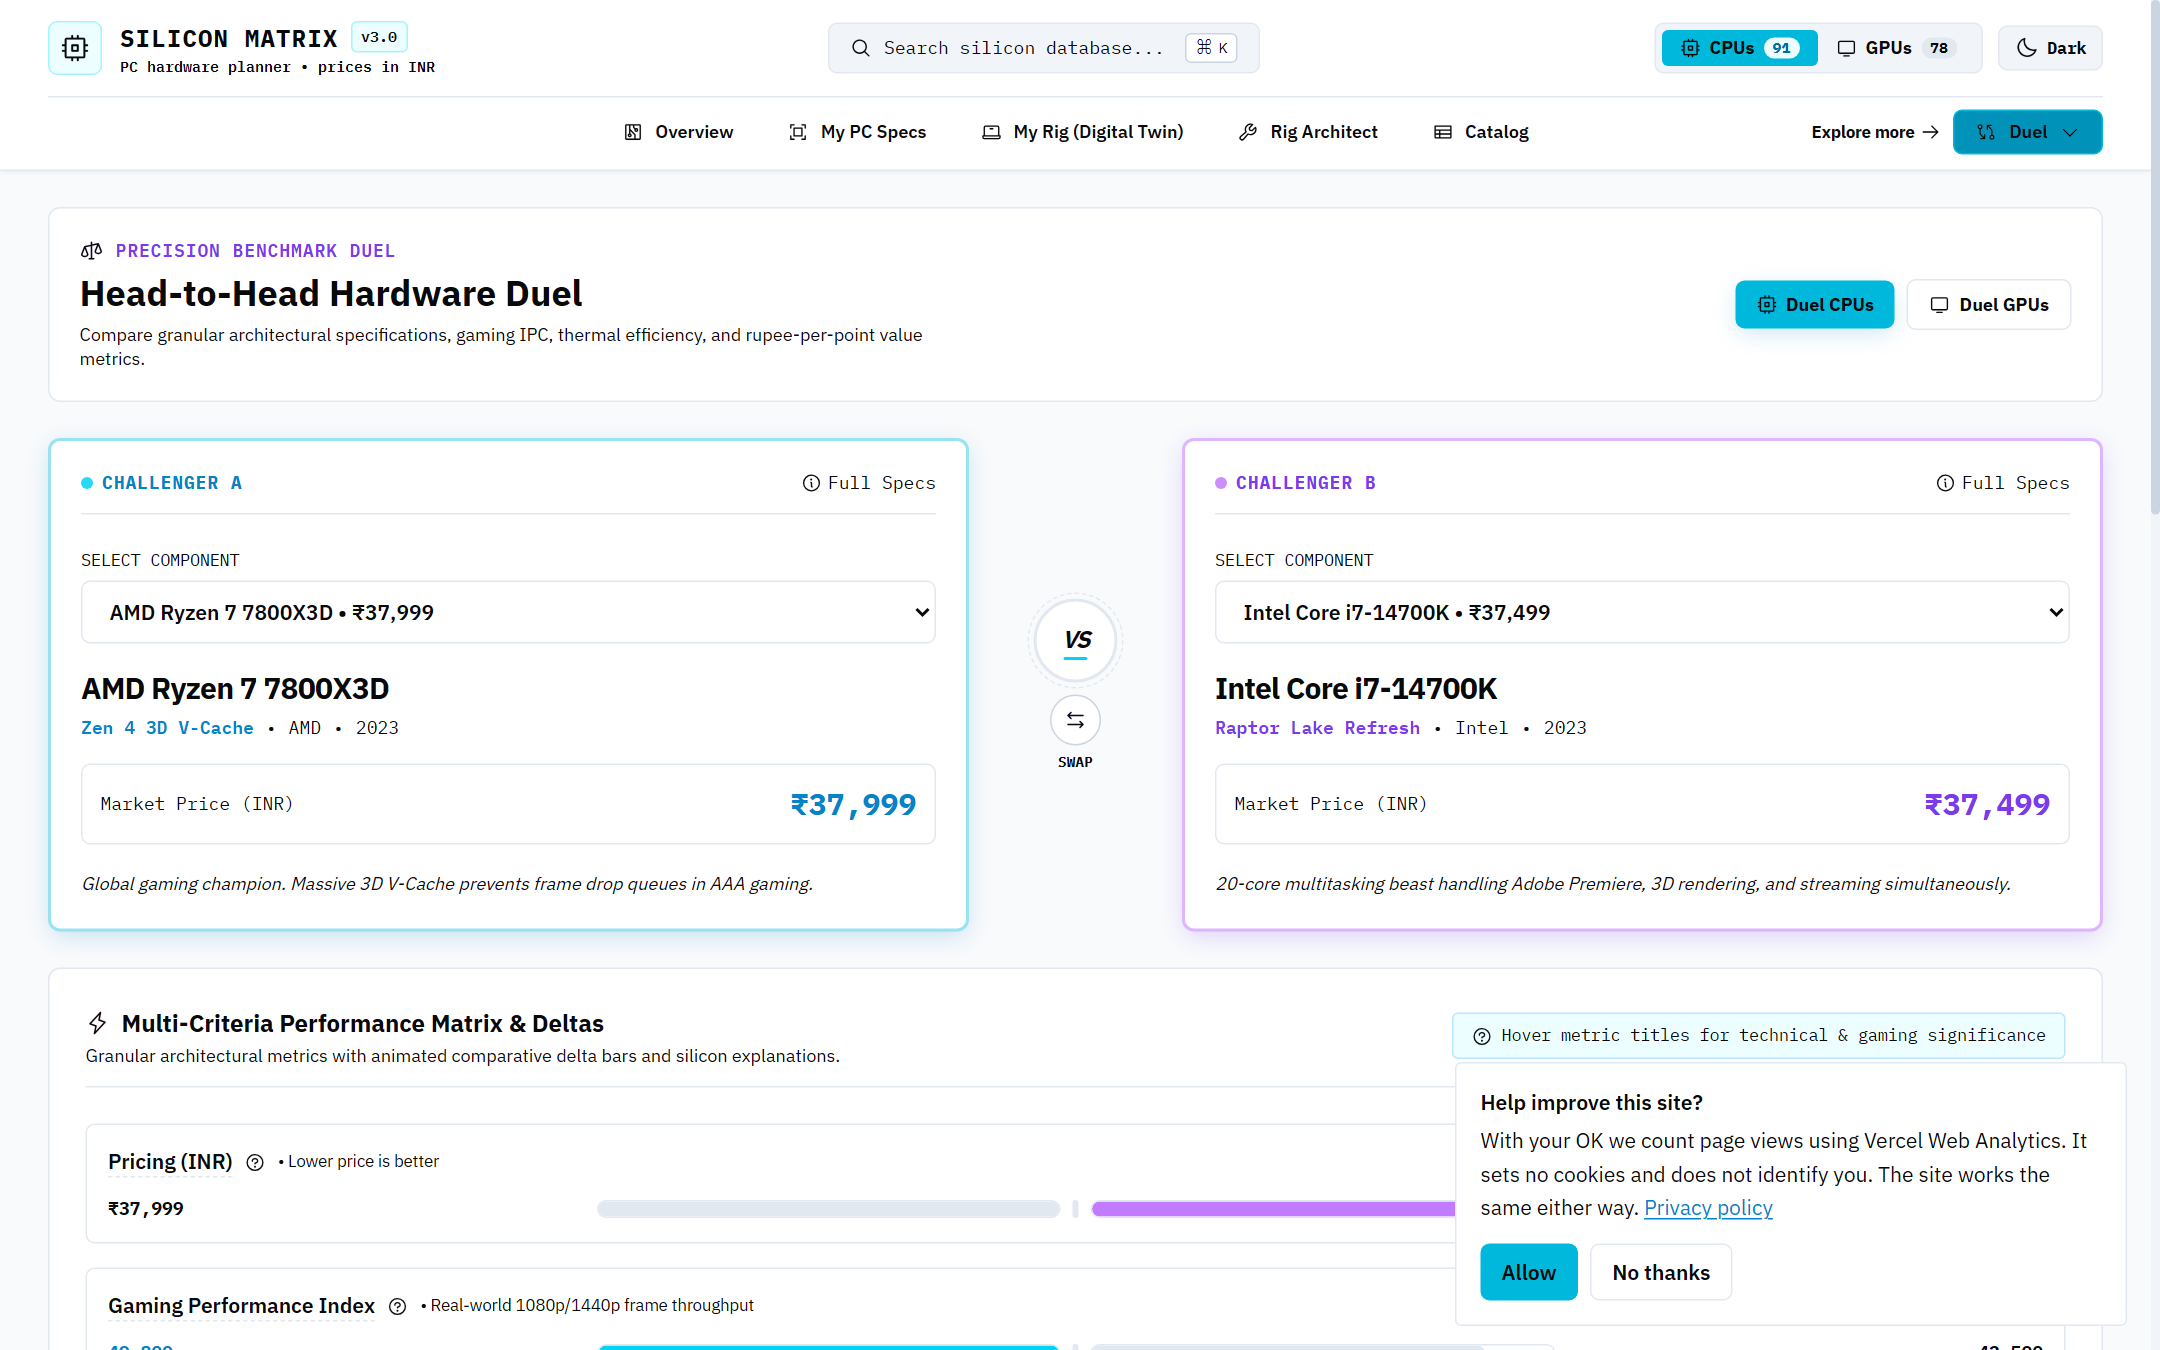 SILICON MATRIX v3.0
PC hardware planner • prices in INR
Search silicon database... ⌘ K
CPUs 91
GPUs 78
Dark
Overview
My PC Specs
My Rig (Digital Twin)
Rig Architect
Catalog
Explore more →
Duel
PRECISION BENCHMARK DUEL
Head-to-Head Hardware Duel
Compare granular architectural specifications, gaming IPC, thermal efficiency, and rupee-per-point value
metrics.
Duel CPUs
Duel GPUs
CHALLENGER A
Full Specs
SELECT COMPONENT
AMD Ryzen 7 7800X3D • ₹37,999
AMD Ryzen 7 7800X3D
Zen 4 3D V-Cache • AMD • 2023
Market Price (INR)
₹37,999
Global gaming champion. Massive 3D V-Cache prevents frame drop queues in AAA gaming.
VS
SWAP
CHALLENGER B
Full Specs
SELECT COMPONENT
Intel Core i7-14700K • ₹37,499
Intel Core i7-14700K
Raptor Lake Refresh • Intel • 2023
Market Price (INR)
₹37,499
20-core multitasking beast handling Adobe Premiere, 3D rendering, and streaming simultaneously.
Multi-Criteria Performance Matrix & Deltas
Granular architectural metrics with animated comparative delta bars and silicon explanations.
Hover metric titles for technical & gaming significance
Pricing (INR) • Lower price is better
₹37,999
Gaming Performance Index • Real-world 1080p/1440p frame throughput
Help improve this site?
With your OK we count page views using Vercel Web Analytics. It
sets no cookies and does not identify you. The site works the
same either way. Privacy policy
Allow
No thanks